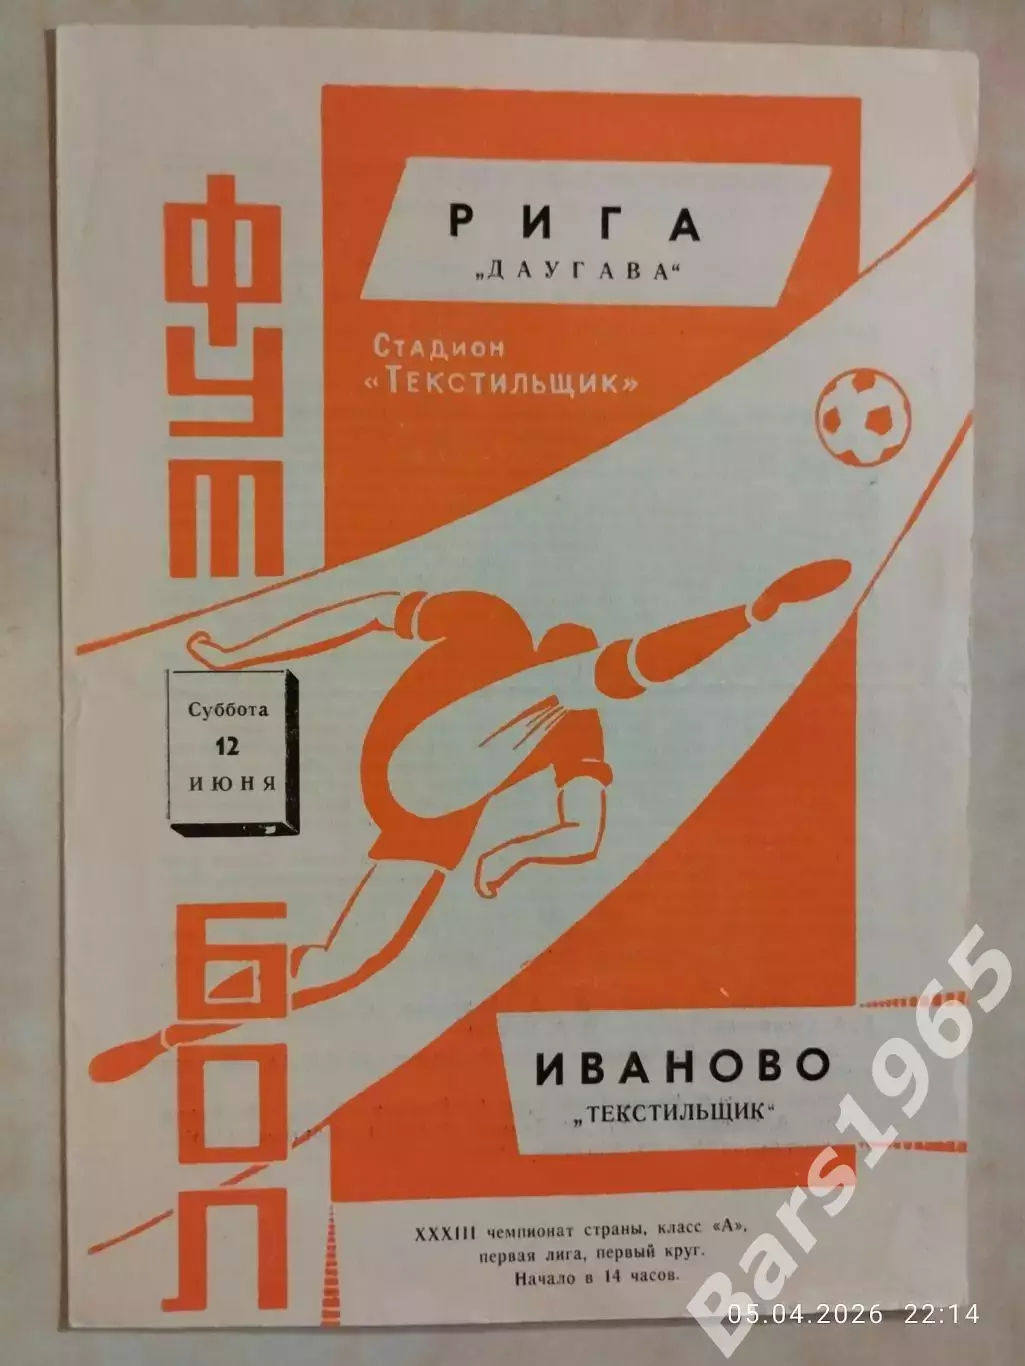 ФУТ
БОЛ
РИГА
„ДАУГАВА“
СТАДИОН
«ТЕКСТИЛЬЩИК»
Суббота
12
ИЮНЯ
ИВАНОВО
„ТЕКСТИЛЬЩИК“
XXXIII чемпионат страны, класс «А»,
первая лига, первый круг.
Начало в 14 часов.
Bars1965
05.04.2026 22:14